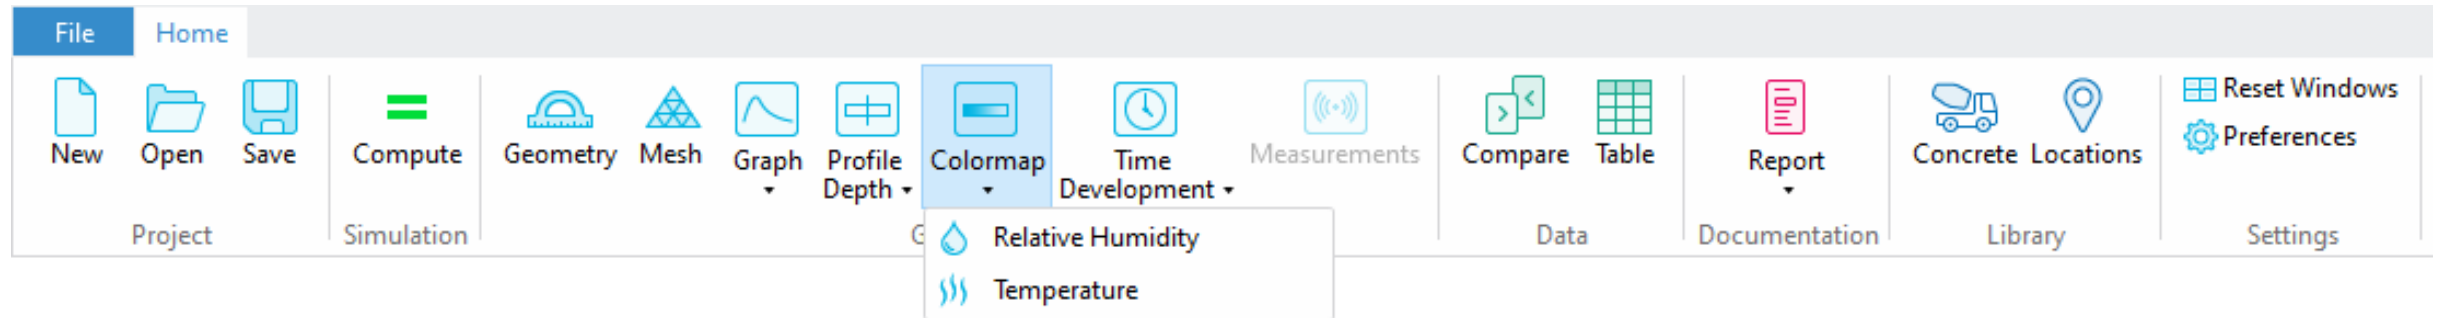 File Home
New Open Save Compute Geometry Mesh Graph Profile Depth Colormap Time Development Measurements Compare Table Report Concrete Locations
Reset Windows
Preferences
Project Simulation Data Documentation Library Settings
Relative Humidity
Temperature